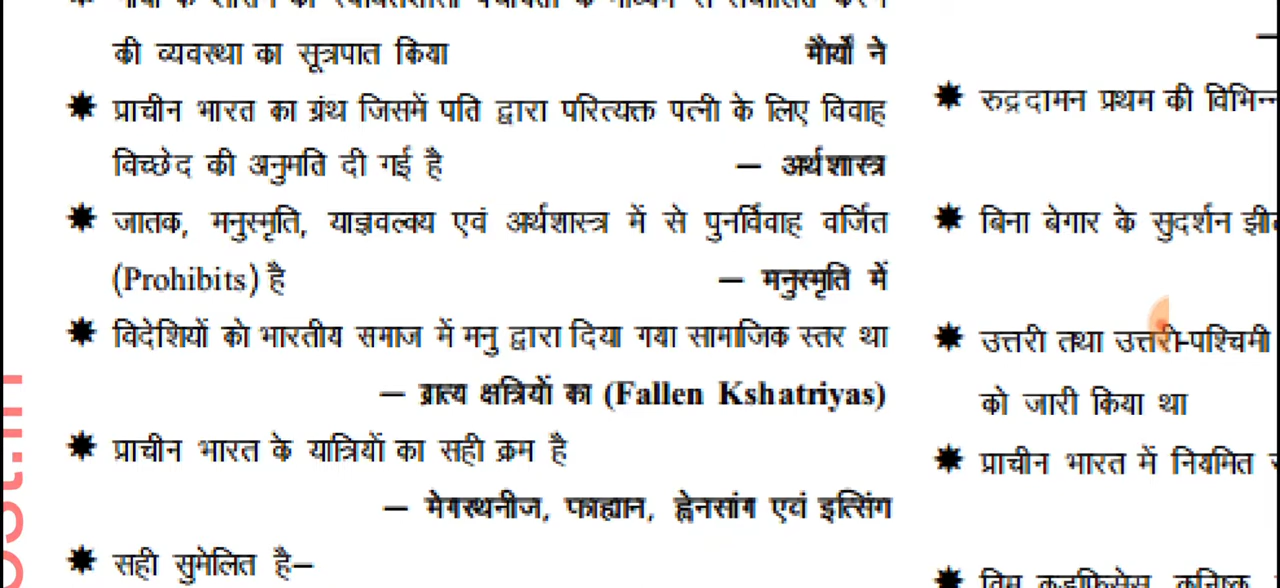 की व्यवस्था का सूत्रपात किया मौर्यों ने
✷ प्राचीन भारत का ग्रंथ जिसमें पति द्वारा परित्यक्त पत्नी के लिए विवाह
विच्छेद की अनुमति दी गई है – अर्थशास्त्र
✷ जातक, मनुस्मृति, याज्ञवल्क्य एवं अर्थशास्त्र में से पुनर्विवाह वर्जित
(Prohibits) है – मनुस्मृति में
✷ विदेशियों को भारतीय समाज में मनु द्वारा दिया गया सामाजिक स्तर था
– व्रात्य क्षत्रियों का (Fallen Kshatriyas)
✷ प्राचीन भारत के यात्रियों का सही क्रम है
– मेगस्थनीज, फाह्यान, ह्वेनसांग एवं इत्सिंग
✷ सही सुमेलित है–
✷ रुद्रदामन प्रथम की
✷ बिना बेगार के सुदर्शन
✷ उत्तरी तथा उत्तरी-पश्चिमी
को जारी किया था
✷ प्राचीन भारत में नियमित